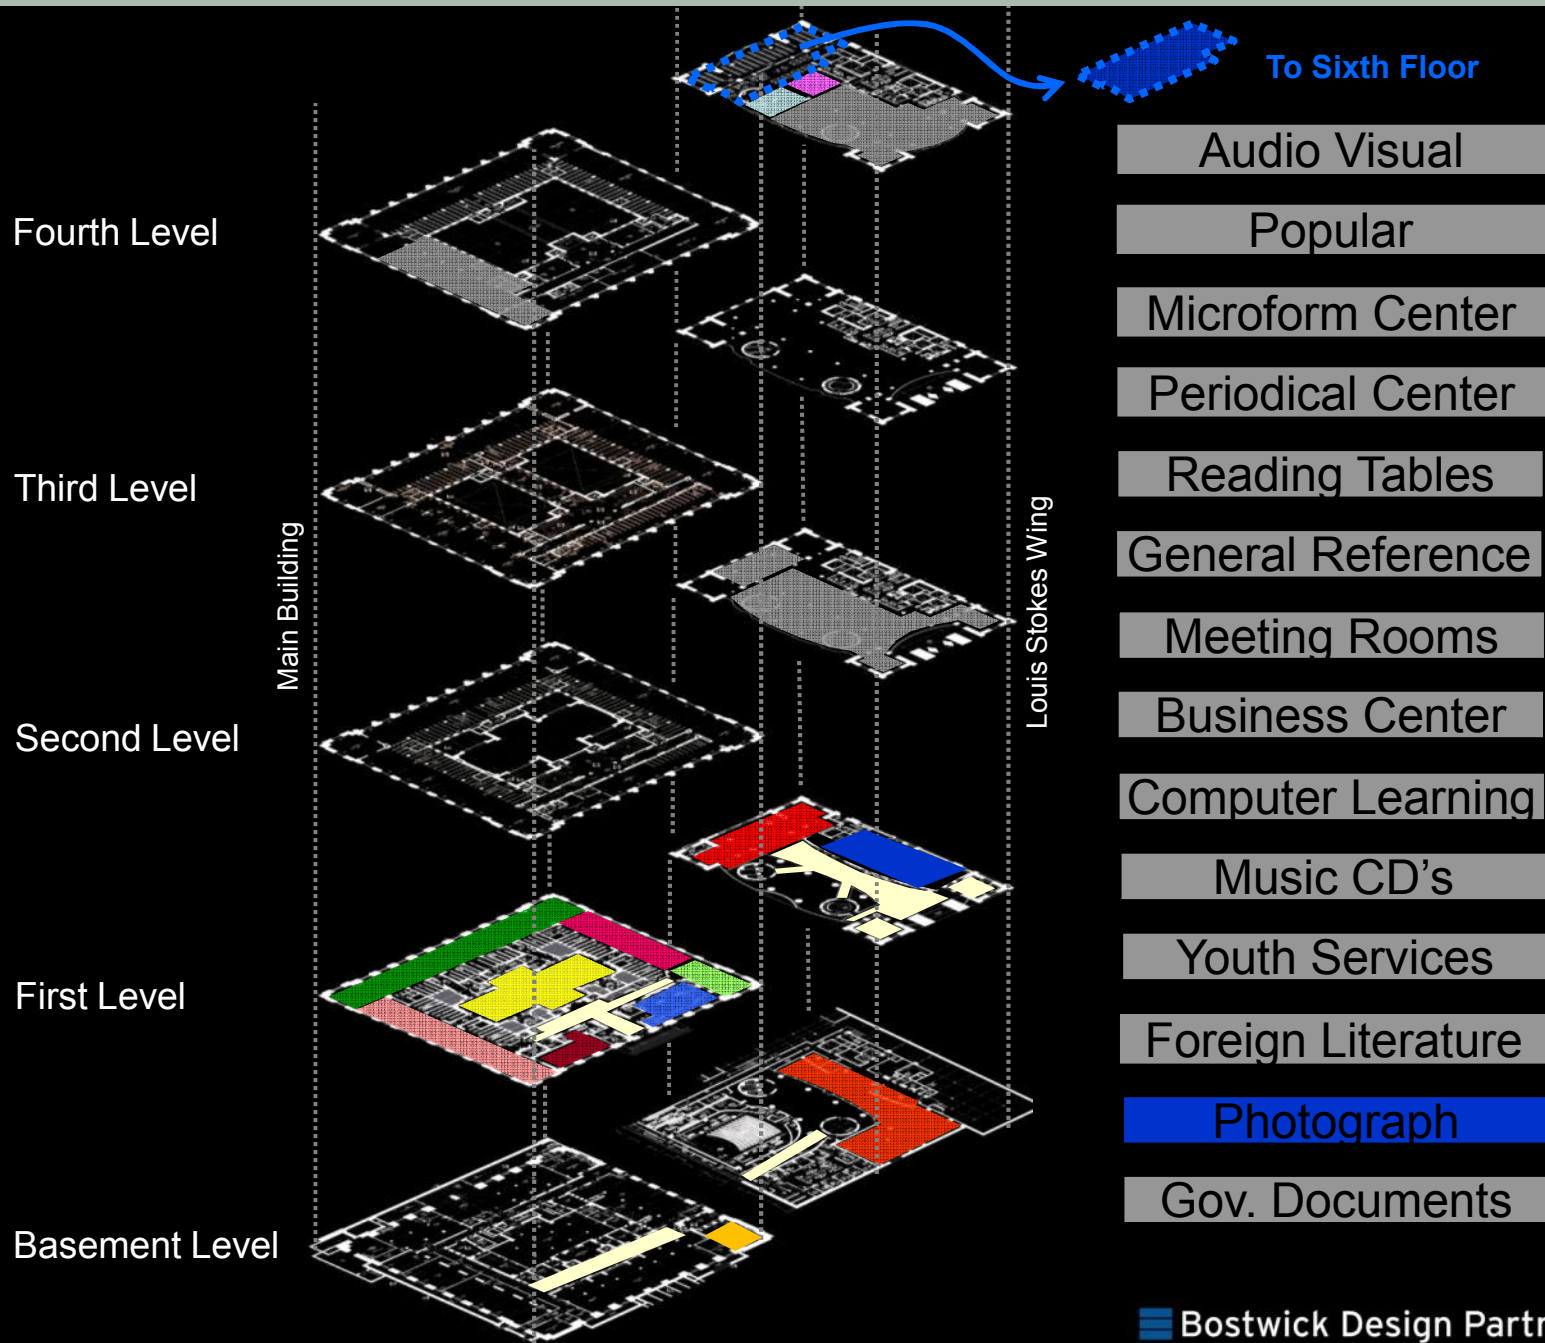 To Sixth Floor
Audio Visual
Popular
Fourth Level
Microform Center
Periodical Center
Third Level
Reading Tables
Main Building
Louis Stokes Wing
General Reference
Meeting Rooms
Second Level
Business Center
Computer Learning
Music CD's
Youth Services
First Level
Foreign Literature
Photograph
Gov. Documents
Basement Level
Bostwick Design Partn